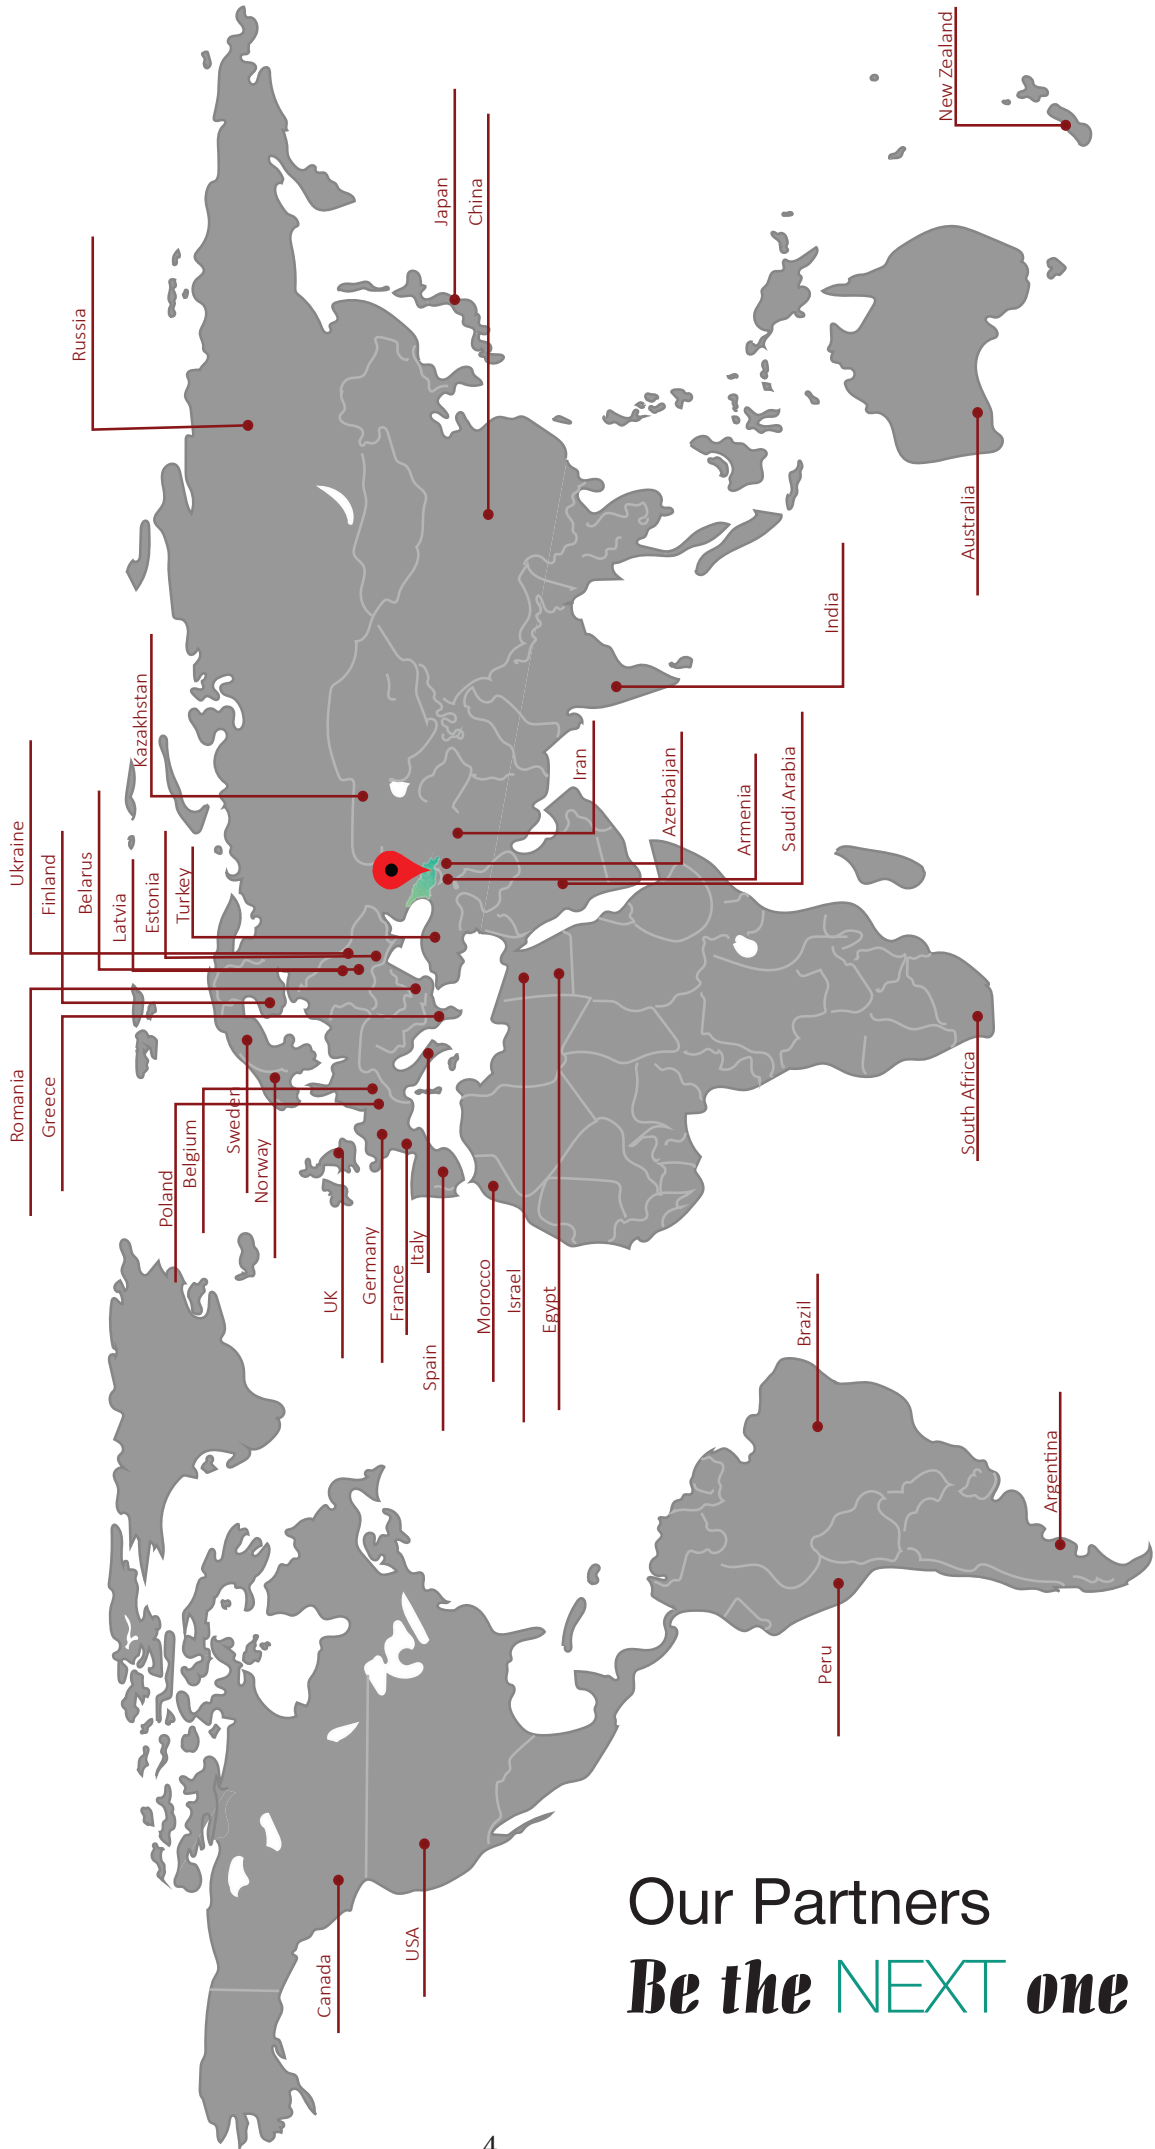 New Zealand
Japan
China
Russia
Australia
India
Kazakhstan
Iran
Azerbaijan
Armenia
Saudi Arabia
Ukraine
Finland
Belarus
Latvia
Estonia
Turkey
Romania
Greece
Poland
Belgium
Sweden
Norway
UK
Germany
France
Italy
Spain
Morocco
Israel
Egypt
South Africa
Brazil
Argentina
Peru
Canada
USA
Our Partners
Be the NEXT one
4